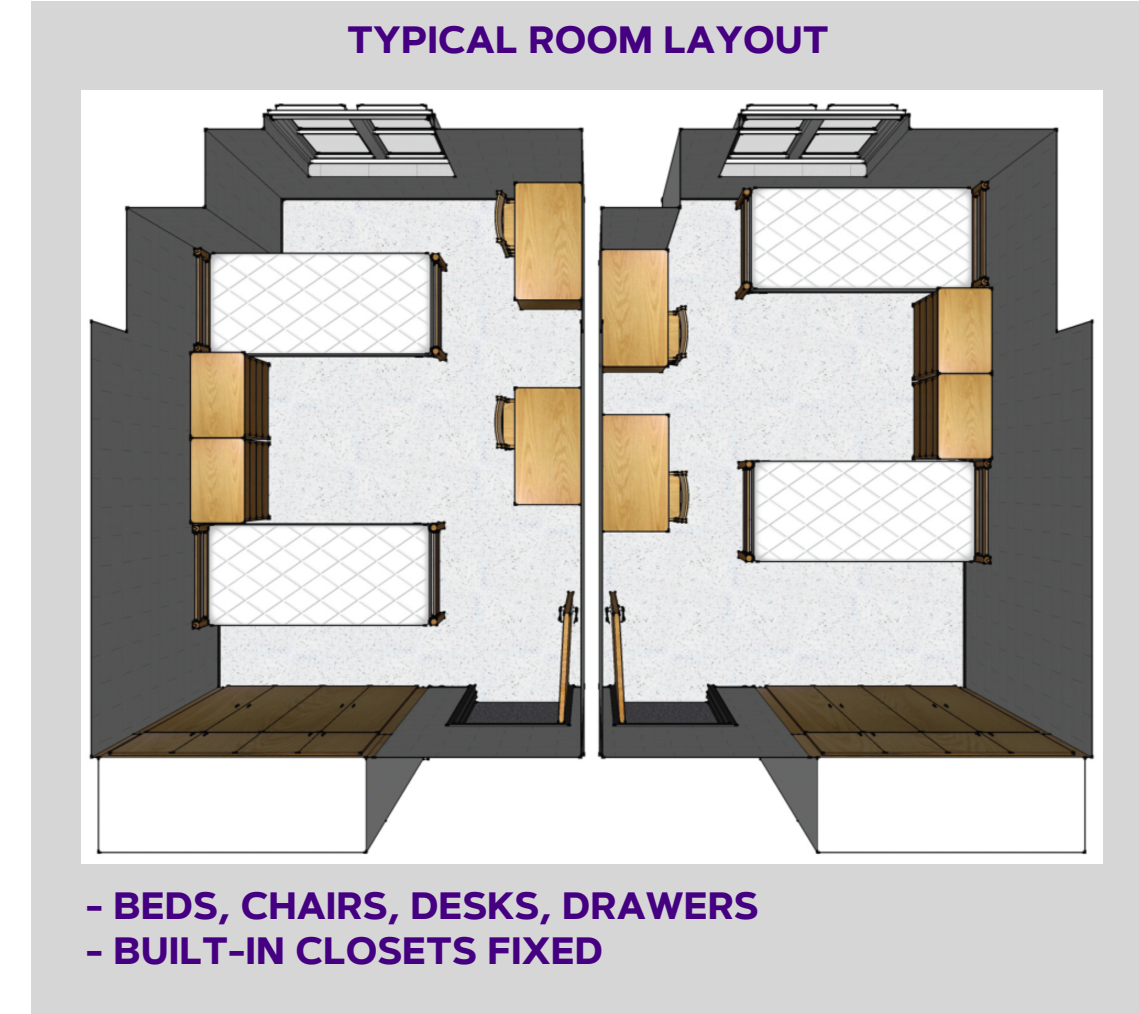 TYPICAL ROOM LAYOUT
- BEDS, CHAIRS, DESKS, DRAWERS
- BUILT-IN CLOSETS FIXED